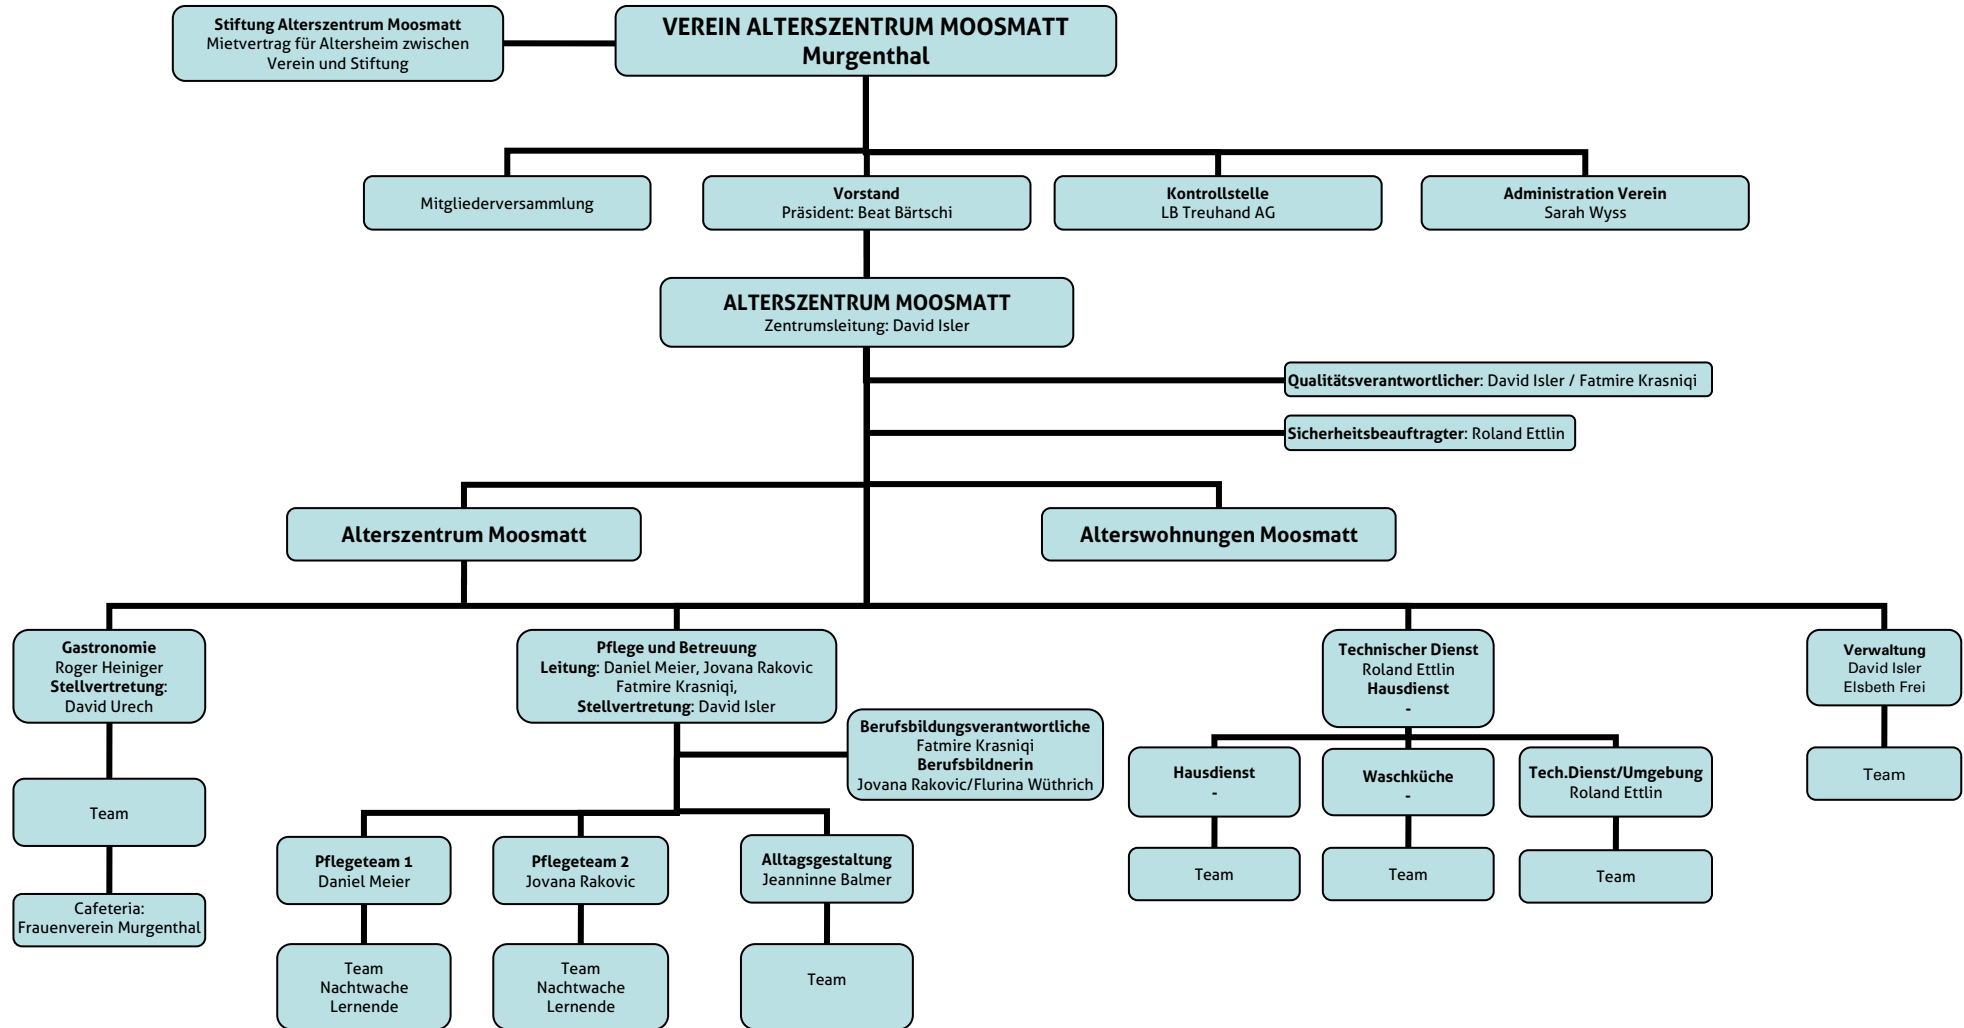 Stiftung Alterszentrum Moosmatt
Mietvertrag für Altersheim zwischen
Verein und Stiftung
VEREIN ALTERSZENTRUM MOOSMATT
Murgenthal
Mitgliederversammlung
Vorstand
Präsident: Beat Bärtschi
Kontrollstelle
LB Treuhand AG
Administration Verein
Sarah Wyss
ALTERSZENTRUM MOOSMATT
Zentrumsleitung: David Isler
Qualitätsverantwortlicher: David Isler / Fatmire Krasniqi
Sicherheitsbeauftragter: Roland Ettlin
Alterszentrum Moosmatt
Alterswohnungen Moosmatt
Gastronomie
Roger Heiniger
Stellvertretung:
David Urech
Pflege und Betreuung
Leitung: Daniel Meier, Jovana Rakovic
Fatmire Krasniqi,
Stellvertretung: David Isler
Technischer Dienst
Roland Ettlin
Hausdienst
-
Verwaltung
David Isler
Elsbeth Frei
Berufsbildungsverantwortliche
Fatmire Krasniqi
Berufsbildnerin
Jovana Rakovic/Flurina Wüthrich
Hausdienst
-
Waschküche
-
Tech.Dienst/Umgebung
Roland Ettlin
Team
Team
Pflegeteam 1
Daniel Meier
Pflegeteam 2
Jovana Rakovic
Alltagsgestaltung
Jeanninne Balmer
Team
Team
Team
Cafeteria:
Frauenverein Murgenthal
Team
Nachtwache
Lernende
Team
Nachtwache
Lernende
Team